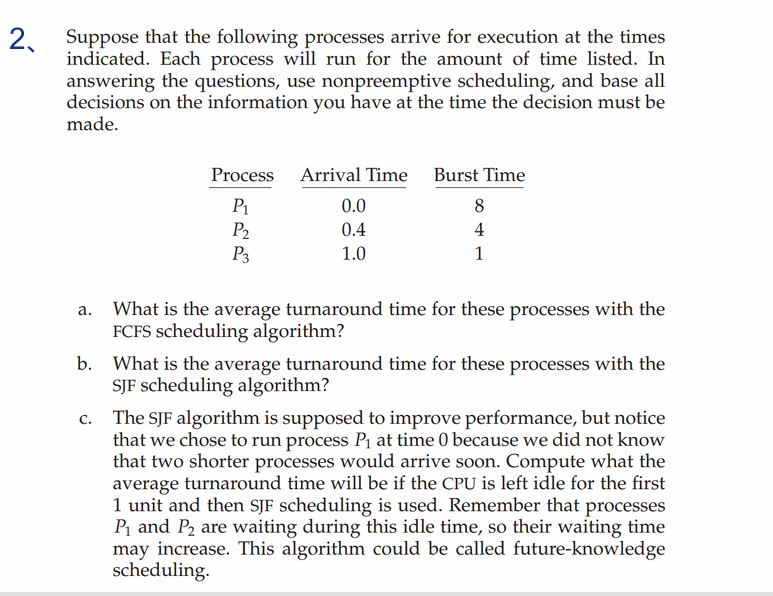 2、
Suppose that the following processes arrive for execution at the times
indicated. Each process will run for the amount of time listed. In
answering the questions, use nonpreemptive scheduling, and base all
decisions on the information you have at the time the decision must be
made.
Process Arrival Time Burst Time
P1 0.0 8
P2 0.4 4
P3 1.0 1
a. What is the average turnaround time for these processes with the
FCFS scheduling algorithm?
b. What is the average turnaround time for these processes with the
SJF scheduling algorithm?
c. The SJF algorithm is supposed to improve performance, but notice
that we chose to run process P1 at time 0 because we did not know
that two shorter processes would arrive soon. Compute what the
average turnaround time will be if the CPU is left idle for the first
1 unit and then SJF scheduling is used. Remember that processes
P1 and P2 are waiting during this idle time, so their waiting time
may increase. This algorithm could be called future-knowledge
scheduling.